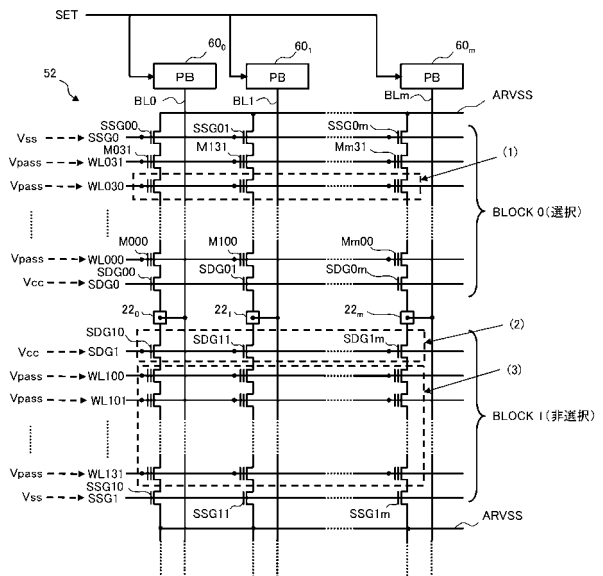 SET
60₀
60₁
60ₘ
PB
PB
PB
52
BL0
BL1
BLm
ARVSS
SSG00
SSG01
SSG0m
Vss
SSG0
M031
M131
Mm31
(1)
Vpass
WL031
Vpass
WL030
BLOCK 0(選択)
M000
M100
Mm00
Vpass
WL000
SDG00
SDG01
SDG0m
Vcc
SDG0
22₀
22₁
22ₘ
(2)
SDG10
SDG11
SDG1m
Vcc
SDG1
(3)
Vpass
WL100
Vpass
WL101
BLOCK 1(非選択)
Vpass
WL131
SSG10
Vss
SSG1
SSG11
SSG1m
ARVSS